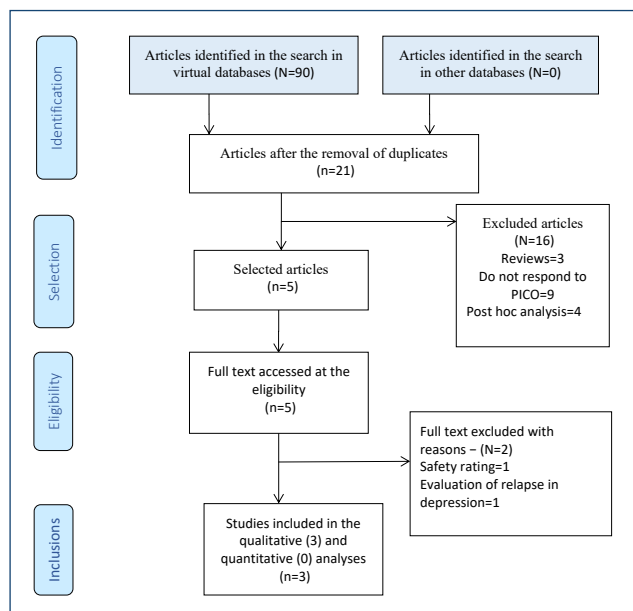 Identification
Articles identified in the search in
virtual databases (N=90)
Articles identified in the search
in other databases (N=0)
Articles after the removal of duplicates
(n=21)
Selection
Excluded articles
(N=16)
Reviews=3
Do not respond to
PICO=9
Post hoc analysis=4
Selected articles
(n=5)
Eligibility
Full text accessed at the
eligibility
(n=5)
Full text excluded with
reasons – (N=2)
Safety rating=1
Evaluation of relapse in
depression=1
Inclusions
Studies included in the
qualitative (3) and
quantitative (0) analyses
(n=3)